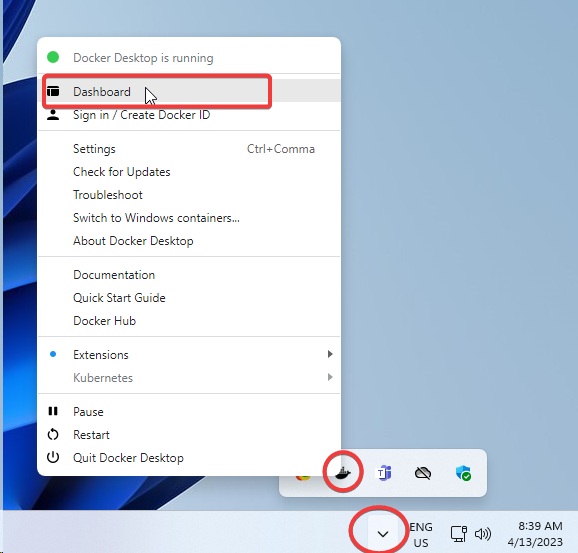 Docker Desktop is running
Dashboard
Sign in / Create Docker ID
Settings Ctrl+Comma
Check for Updates
Troubleshoot
Switch to Windows containers...
About Docker Desktop
Documentation
Quick Start Guide
Docker Hub
Extensions
Kubernetes
Pause
Restart
Quit Docker Desktop
ENG 8:39 AM
US 4/13/2023